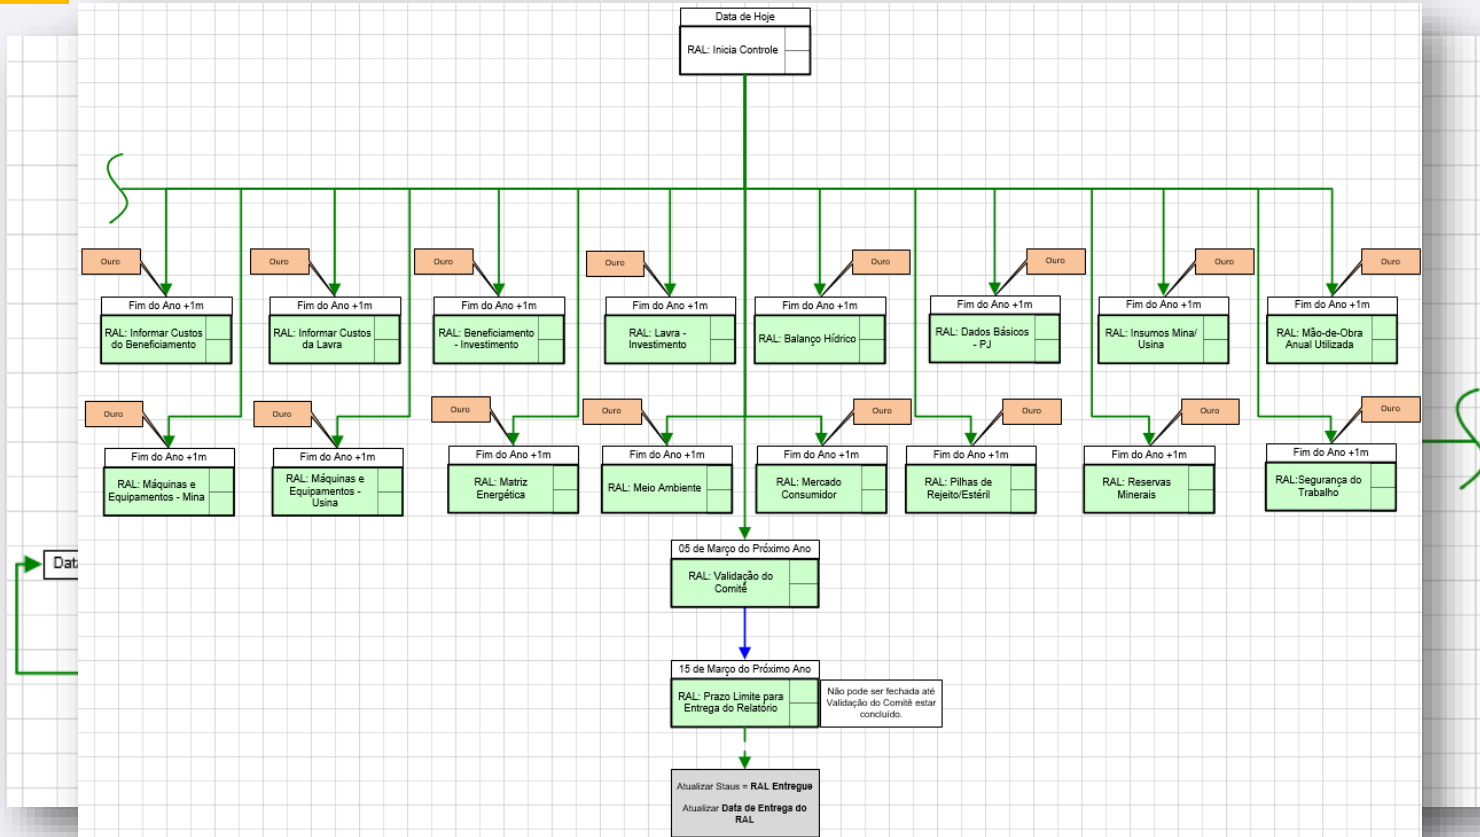 Data de Hoje
RAL: Inicia Controle
Ouro
Ouro
Ouro
Ouro
Ouro
Ouro
Ouro
Ouro
Fim do Ano +1m
RAL: Informar Custos
do Beneficiamento
Fim do Ano +1m
RAL: Informar Custos
da Lavra
Fim do Ano +1m
RAL: Beneficiamento
- Investimento
Fim do Ano +1m
RAL: Lavra -
Investimento
Fim do Ano +1m
RAL: Balanço Hídrico
Fim do Ano +1m
RAL: Dados Básicos
- PJ
Fim do Ano +1m
RAL: Insumos Mina/
Usina
Fim do Ano +1m
RAL: Mão-de-Obra
Anual Utilizada
Ouro
Ouro
Ouro
Ouro
Ouro
Ouro
Ouro
Ouro
Fim do Ano +1m
RAL: Máquinas e
Equipamentos - Mina
Fim do Ano +1m
RAL: Máquinas e
Equipamentos -
Usina
Fim do Ano +1m
RAL: Matriz
Energética
Fim do Ano +1m
RAL: Meio Ambiente
Fim do Ano +1m
RAL: Mercado
Consumidor
Fim do Ano +1m
RAL: Pilhas de
Rejeito/Estéril
Fim do Ano +1m
RAL: Reservas
Minerais
Fim do Ano +1m
RAL:Segurança do
Trabalho
05 de Março do Próximo Ano
RAL: Validação do
Comitê
15 de Março do Próximo Ano
RAL: Prazo Limite para
Entrega do Relatório
Não pode ser fechada até
Validação do Comitê estar
concluído.
Atualizar Staus = RAL Entregue
Atualizar Data de Entrega do
RAL